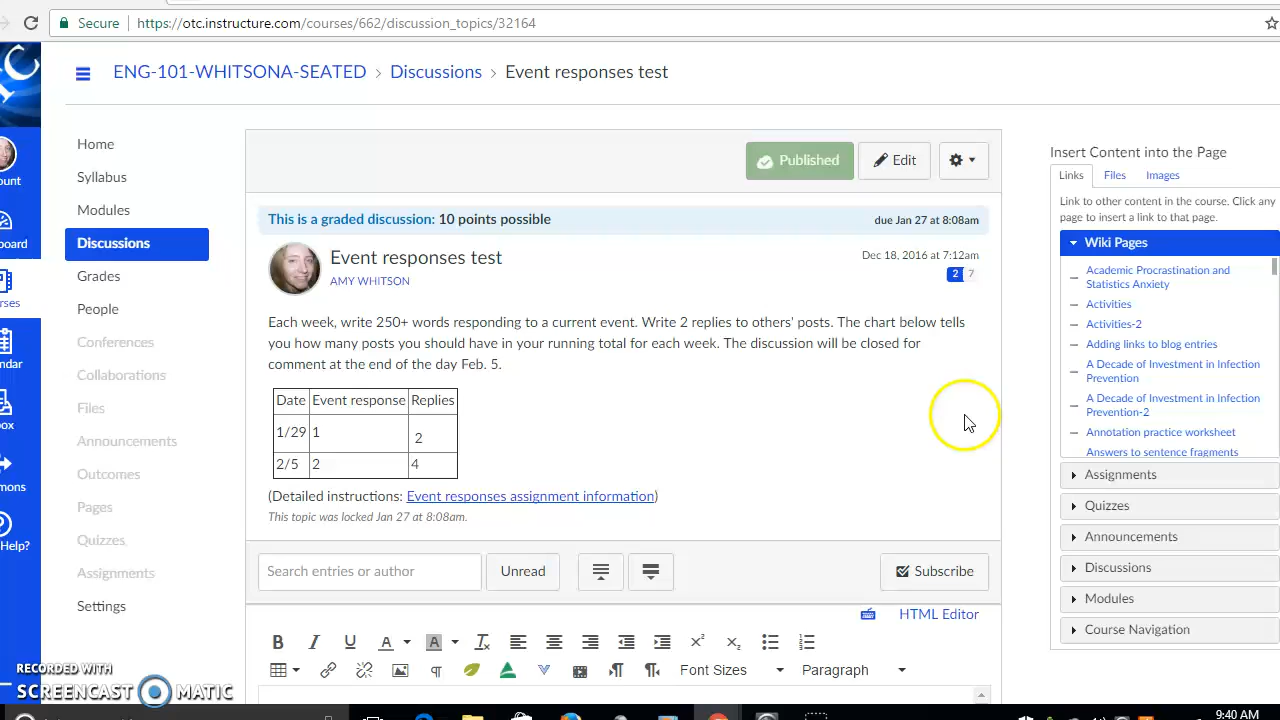 Secure https://otc.instructure.com/courses/662/discussion_topics/32164
ENG-101-WHITSONA-SEATED > Discussions > Event responses test
Home
Syllabus
Modules
Discussions
Grades
People
Conferences
Collaborations
Files
Announcements
Outcomes
Pages
Quizzes
Assignments
Settings
Published
Edit
This is a graded discussion: 10 points possible
due Jan 27 at 8:08am
Event responses test
AMY WHITSON
Dec 18, 2016 at 7:12am
2 7
Each week, write 250+ words responding to a current event. Write 2 replies to others' posts. The chart below tells
you how many posts you should have in your running total for each week. The discussion will be closed for
comment at the end of the day Feb. 5.
Date Event response Replies
1/29 1 2
2/5 2 4
(Detailed instructions: Event responses assignment information)
This topic was locked Jan 27 at 8:08am.
Search entries or author
Unread
Subscribe
HTML Editor
Font Sizes
Paragraph
Insert Content into the Page
Links Files Images
Link to other content in the course. Click any
page to insert a link to that page.
Wiki Pages
Academic Procrastination and
Statistics Anxiety
Activities
Activities-2
Adding links to blog entries
A Decade of Investment in Infection
Prevention
A Decade of Investment in Infection
Prevention-2
Annotation practice worksheet
Answers to sentence fragments
Assignments
Quizzes
Announcements
Discussions
Modules
Course Navigation
ount
board
rses
ndar
box
mons
Help?
RECORDED WITH
SCREENCAST MATIC
9:40 AM